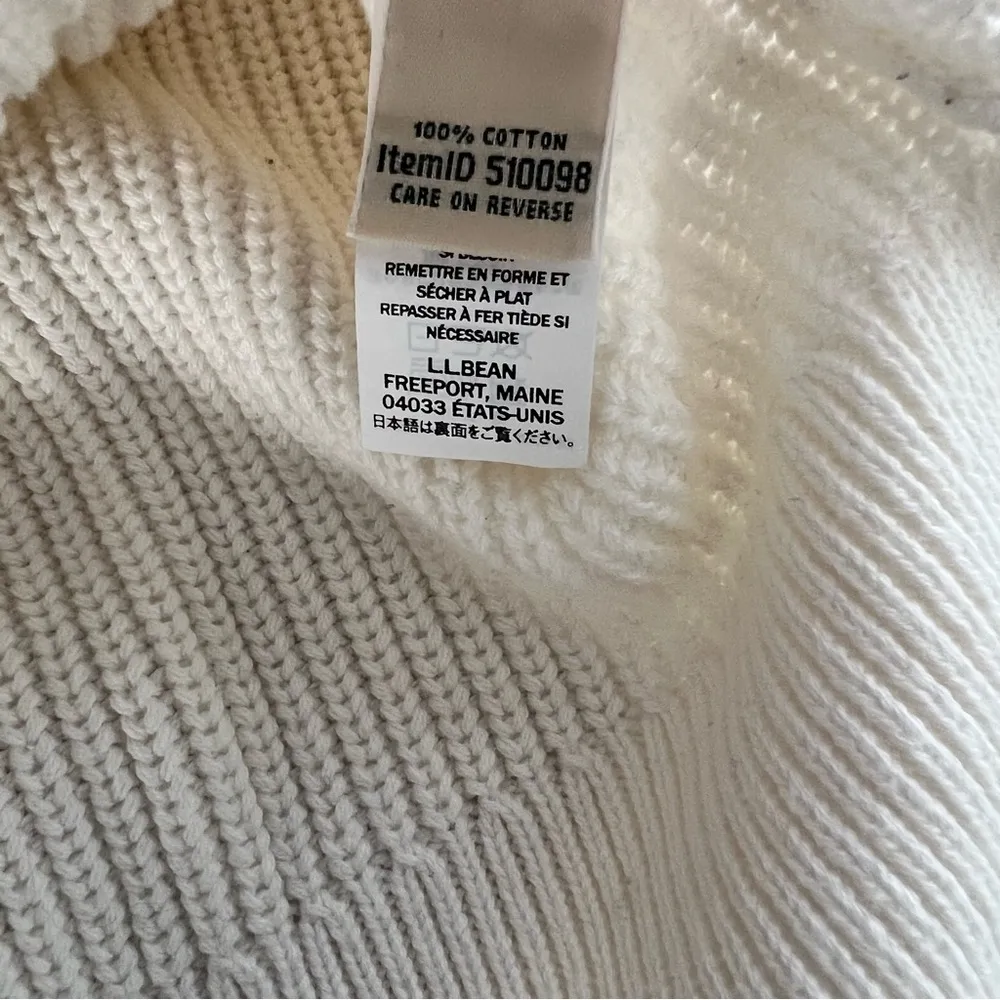 100% COTTON
ItemID 510098
CARE ON REVERSE
REMETTRE EN FORME ET
SÉCHER À PLAT
REPASSER À FER TIÈDE SI
NÉCESSAIRE
L.L.BEAN
FREEPORT, MAINE
04033 ÉTATS-UNIS
日本語は裏面をご覧ください。